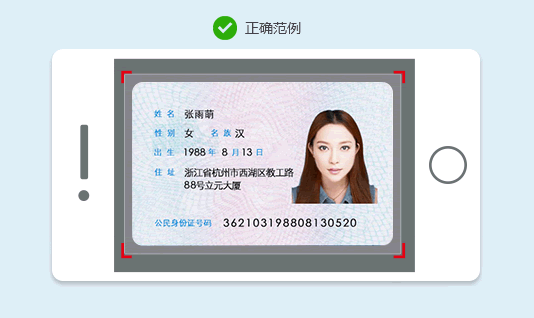 正确范例
姓 名 张雨萌
性 别 女 名 族 汉
出 生 1988 年 8 月 13 日
住 址 浙江省杭州市西湖区教工路
88号立元大厦
公民身份证号码 362103198808130520